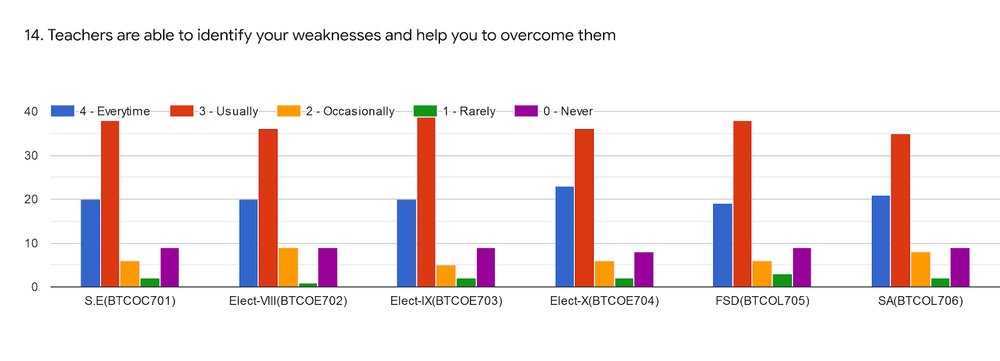 14. Teachers are able to identify your weaknesses and help you to overcome them
40
4 - Everytime
3 - Usually
2 - Occasionally
1 - Rarely
0 - Never
30
20
10
0
S.E(BTCOC701)
Elect-VIII(BTCOE702)
Elect-IX(BTCOE703)
Elect-X(BTCOE704)
FSD(BTCOL705)
SA(BTCOL706)